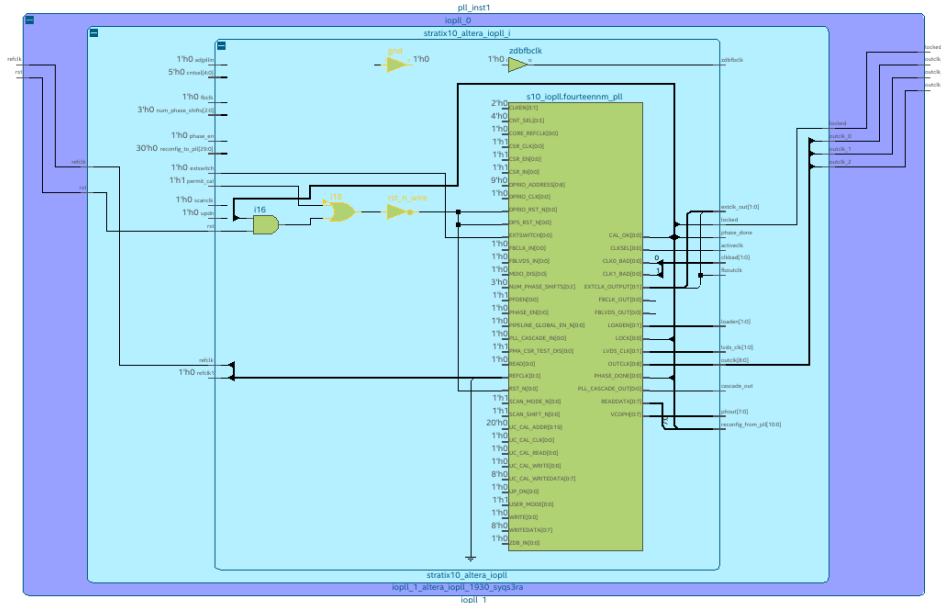 pll_inst1
iopll_0
stratix10_altera_iopll_i
gnd
1'h0
zdbfbclk
1'h0
zdbfbclk
1'h0 adjpllin
5'h0 cntsel[4:0]
1'h0 fbclk
3'h0 num_phase_shifts[2:0]
1'h0 phase_en
30'h0 reconfig_to_pll[29:0]
1'h0 extswitch
1'h1 permit_cal
1'h0 scanclk
1'h0 updn
rst
refclk
rst
refclk
rst
i16
i18
rst_n_wire
refclk
1'h0 refclk1
s10_iopll.fourteennm_pll
2'h0 CLKEN[0:1]
4'h0 CNT_SEL[0:3]
1'h0 CORE_REFCLK[0:0]
1'h1 CSR_CLK[0:0]
1'h1 CSR_EN[0:0]
1'h1 CSR_IN[0:0]
9'h0 DPRIO_ADDRESS[0:8]
1'h0 DPRIO_CLK[0:0]
DPRIO_RST_N[0:0]
DPS_RST_N[0:0]
EXTSWITCH[0:0]
1'h0 FBCLK_IN[0:0]
1'h0 FBLVDS_IN[0:0]
1'h0 MDIO_DIS[0:0]
3'h0 NUM_PHASE_SHIFTS[0:2]
1'h1 PFDEN[0:0]
1'h0 PHASE_EN[0:0]
1'h1 PIPELINE_GLOBAL_EN_N[0:0]
1'h0 PLL_CASCADE_IN[0:0]
1'h1 PMA_CSR_TEST_DIS[0:0]
1'h0 READ[0:0]
REFCLK[0:3]
RST_N[0:0]
1'h1 SCAN_MODE_N[0:0]
1'h1 SCAN_SHIFT_N[0:0]
20'h0 UC_CAL_ADDR[0:19]
1'h0 UC_CAL_CLK[0:0]
1'h0 UC_CAL_READ[0:0]
1'h0 UC_CAL_WRITE[0:0]
8'h0 UC_CAL_WRITEDATA[0:7]
1'h0 UP_DN[0:0]
1'h1 USER_MODE[0:0]
1'h0 WRITE[0:0]
8'h0 WRITEDATA[0:7]
1'h0 ZDB_IN[0:0]
CAL_OK[0:0]
CLKSEL[0:0]
CLK0_BAD[0:0]
CLK1_BAD[0:0]
EXTCLK_OUTPUT[0:1]
FBCLK_OUT[0:0]
FBLVDS_OUT[0:0]
LOADEN[0:1]
LOCK[0:0]
LVDS_CLK[0:1]
OUTCLK[0:8]
PHASE_DONE[0:0]
PLL_CASCADE_OUT[0:0]
READDATA[0:7]
VCOPH[0:7]
0
1
extclk_out[1:0]
locked
phase_done
activeclk
clkbad[1:0]
fboutclk
loaden[1:0]
lvds_clk[1:0]
outclk[8:0]
cascade_out
phout[7:0]
reconfig_from_pll[10:0]
locked
outclk_0
outclk_1
outclk_2
locked
outclk
outclk
outclk
stratix10_altera_iopll
iopll_1_altera_iopll_1930_syqs3ra
iopll_1